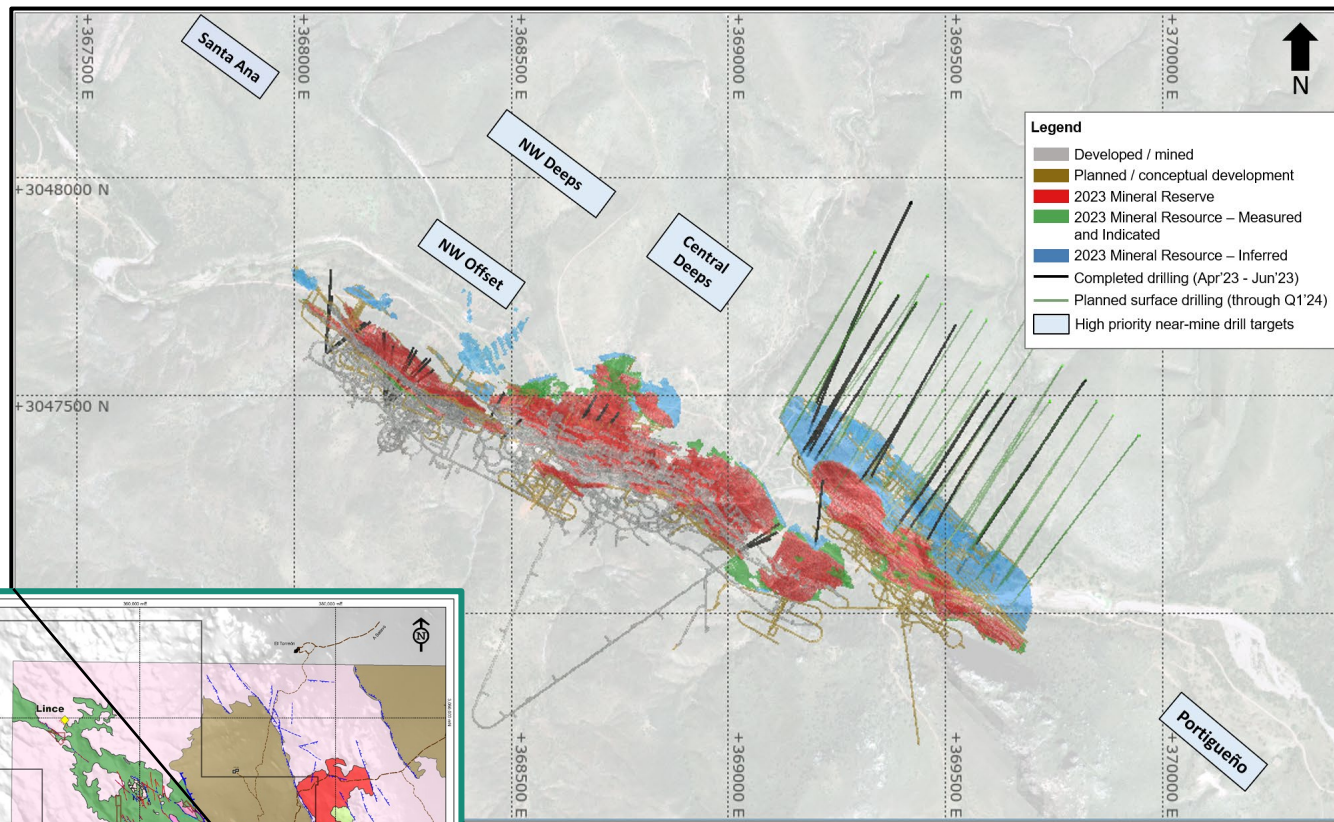 +367500 E
+368000 E
+368500 E
+369000 E
+369500 E
+370000 E
Santa Ana
N
NW Deeps
Legend
Developed / mined
Planned / conceptual development
2023 Mineral Reserve
2023 Mineral Resource – Measured
and Indicated
2023 Mineral Resource – Inferred
Completed drilling (Apr'23 - Jun'23)
Planned surface drilling (through Q1'24)
High priority near-mine drill targets
+3048000 N
NW Offset
Central
Deeps
+3047500 N
+368500 E
+369000 E
+369500 E
+370000 E
Portigueño
N
El Torreón
Lince